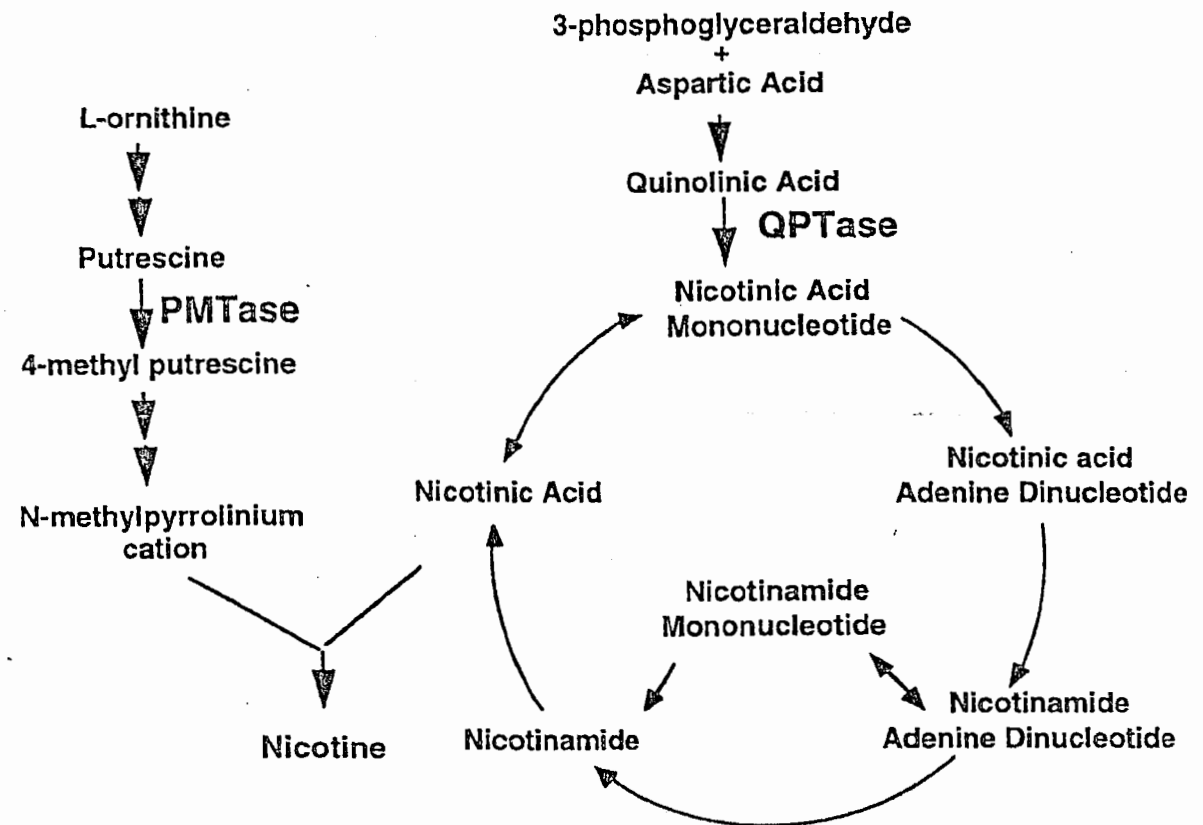 3-phosphoglyceraldehyde
+
Aspartic Acid
L-ornithine
Quinolinic Acid
QPTase
Putrescine
PMTase
Nicotinic Acid
Mononucleotide
4-methyl putrescine
Nicotinic acid
Adenine Dinucleotide
Nicotinic Acid
N-methylpyrrolinium
cation
Nicotinamide
Mononucleotide
Nicotinamide
Adenine Dinucleotide
Nicotine
Nicotinamide